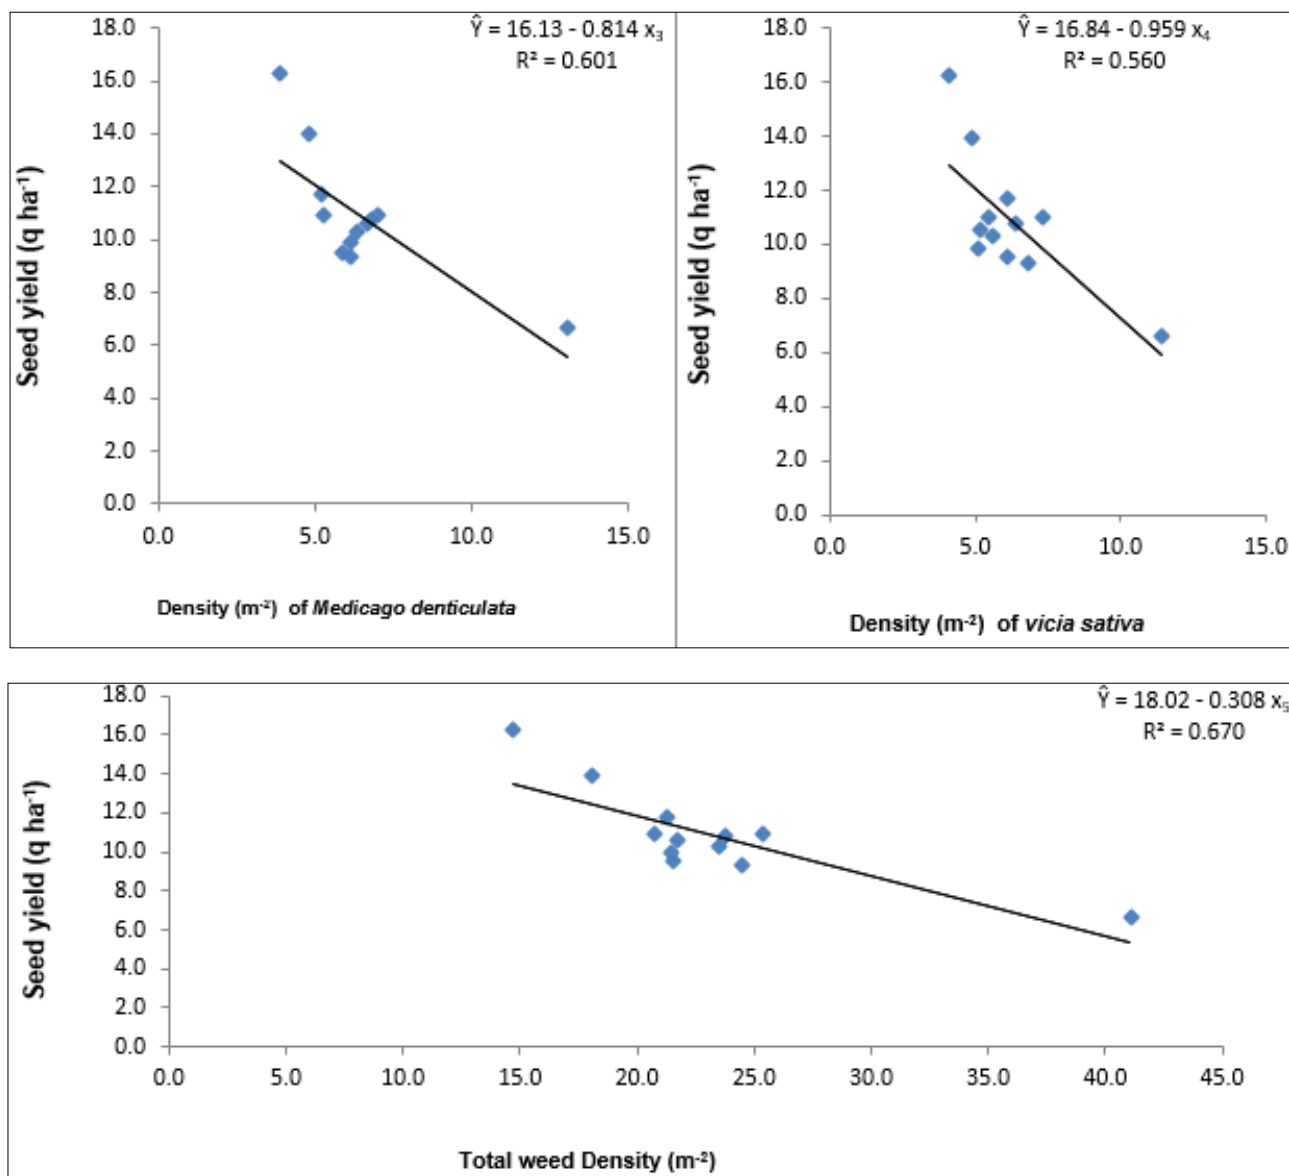 Ŷ = 16.13 - 0.814 x₃
R² = 0.601
18.0
16.0
14.0
12.0
10.0
8.0
6.0
4.0
2.0
0.0
Seed yield (q ha⁻¹)
0.0 5.0 10.0 15.0
Density (m⁻²) of Medicago denticulata
Ŷ = 16.84 - 0.959 x₄
R² = 0.560
18.0
16.0
14.0
12.0
10.0
8.0
6.0
4.0
2.0
0.0
Seed yield (q ha⁻¹)
0.0 5.0 10.0 15.0
Density (m⁻²) of vicia sativa
Ŷ = 18.02 - 0.308 x₅
R² = 0.670
18.0
16.0
14.0
12.0
10.0
8.0
6.0
4.0
2.0
0.0
Seed yield (q ha⁻¹)
0.0 5.0 10.0 15.0 20.0 25.0 30.0 35.0 40.0 45.0
Total weed Density (m⁻²)